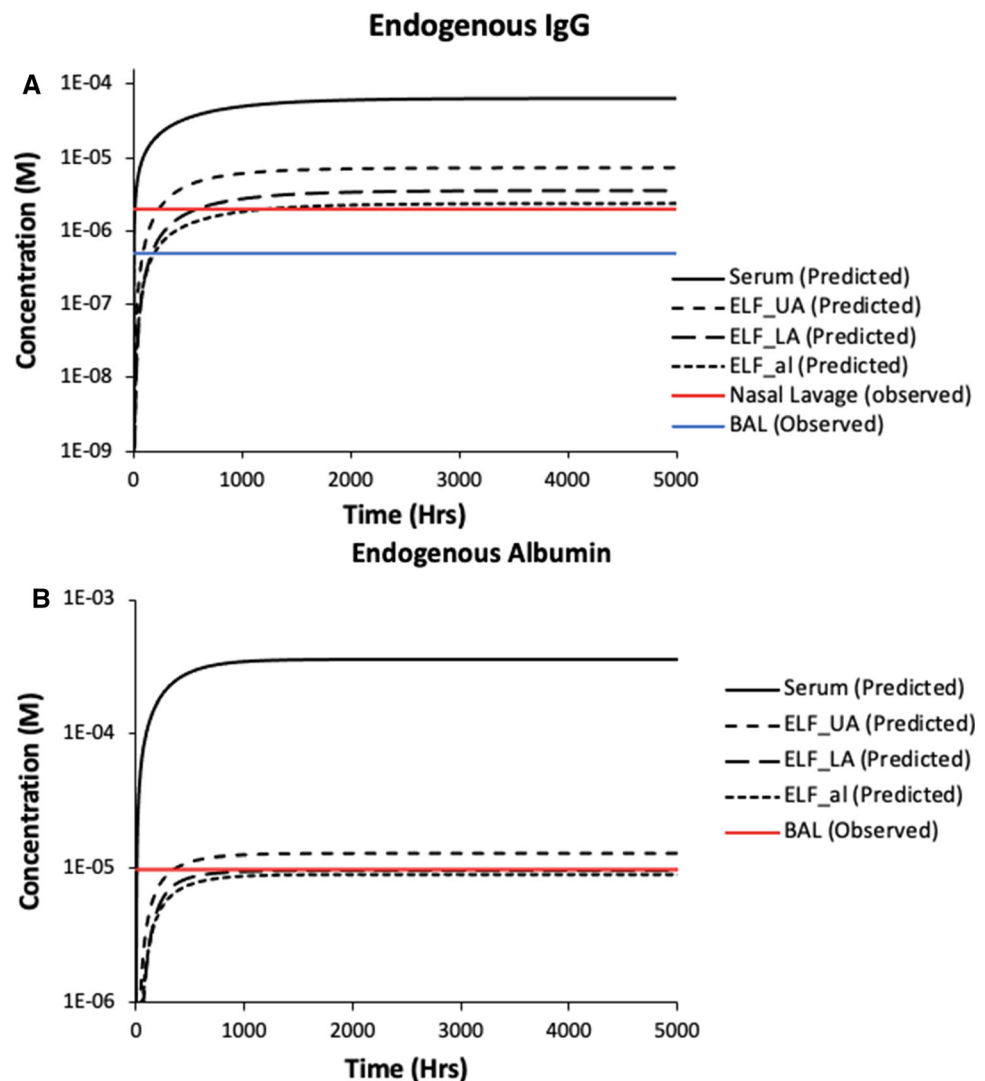 Endogenous IgG
A
Concentration (M)
1E-04
1E-05
1E-06
1E-07
1E-08
1E-09
0 1000 2000 3000 4000 5000
Time (Hrs)
Serum (Predicted)
ELF_UA (Predicted)
ELF_LA (Predicted)
ELF_al (Predicted)
Nasal Lavage (observed)
BAL (Observed)
Endogenous Albumin
B
Concentration (M)
1E-03
1E-04
1E-05
1E-06
0 1000 2000 3000 4000 5000
Time (Hrs)
Serum (Predicted)
ELF_UA (Predicted)
ELF_LA (Predicted)
ELF_al (Predicted)
BAL (Observed)